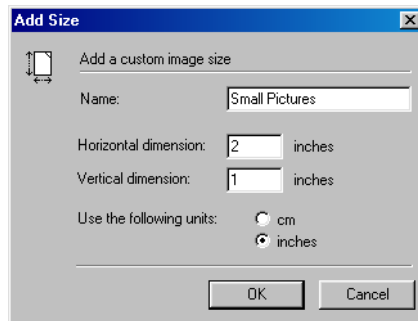 Add Size
Add a custom image size
Name: Small Pictures
Horizontal dimension: 2 inches
Vertical dimension: 1 inches
Use the following units: cm
inches
OK Cancel